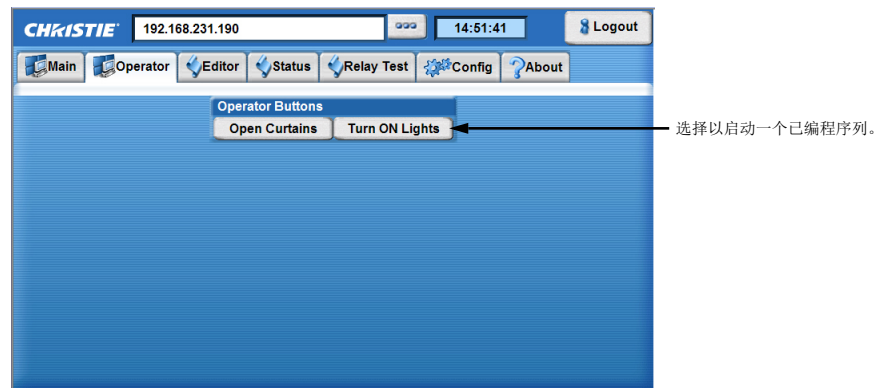 CHRISTIE 192.168.231.190 14:51:41 Logout
Main Operator Editor Status Relay Test Config About
Operator Buttons
Open Curtains Turn ON Lights
选择以启动一个已编程序列。